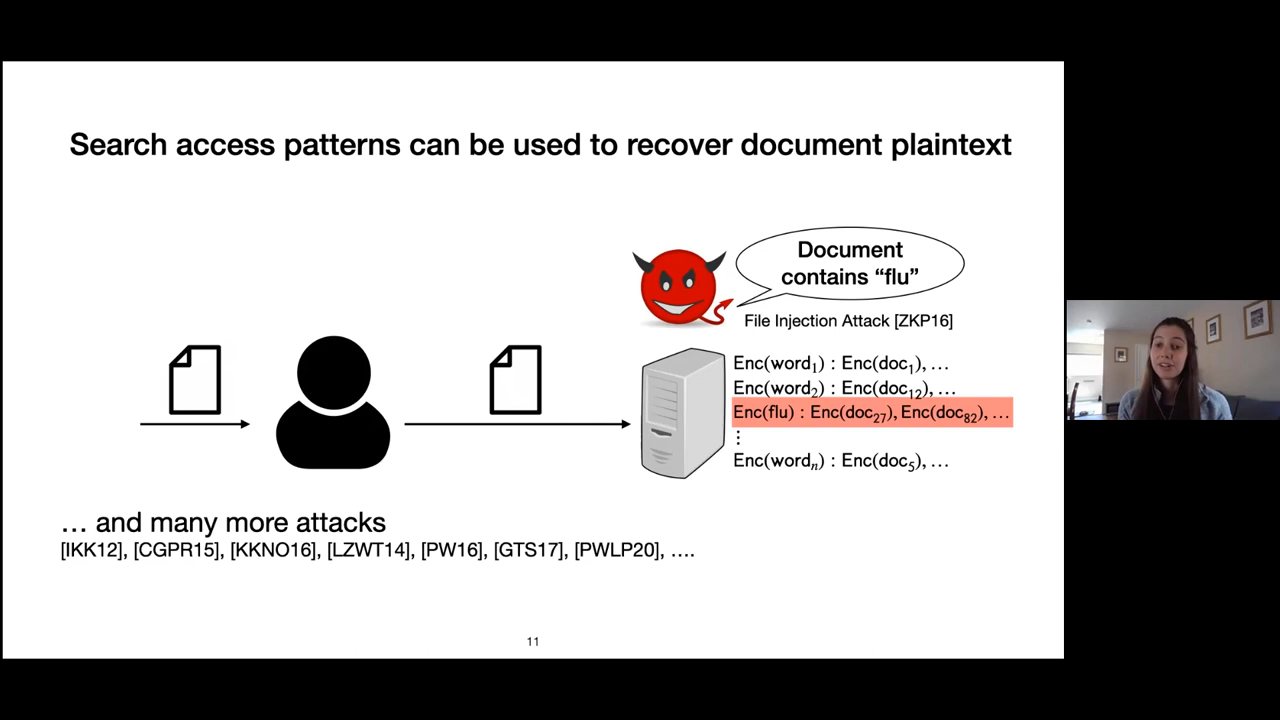 Search access patterns can be used to recover document plaintext
Document
contains “flu”
File Injection Attack [ZKP16]
Enc(word₁) : Enc(doc₁), …
Enc(word₂) : Enc(doc₁₂), …
Enc(flu) : Enc(doc₂₇), Enc(doc₈₂), …
⋮
Enc(wordₙ) : Enc(doc₅), …
… and many more attacks
[IKK12], [CGPR15], [KKNO16], [LZWT14], [PW16], [GTS17], [PWLP20], ….
11